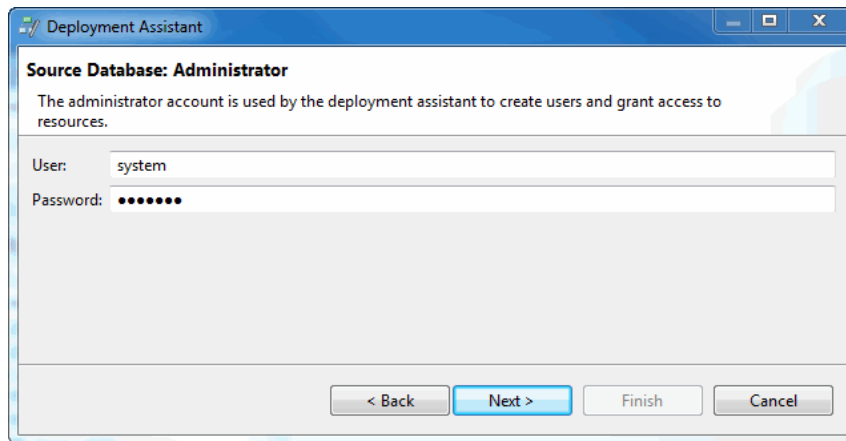 Deployment Assistant
Source Database: Administrator
The administrator account is used by the deployment assistant to create users and grant access to
resources.
User: system
Password: •••••••
< Back Next > Finish Cancel